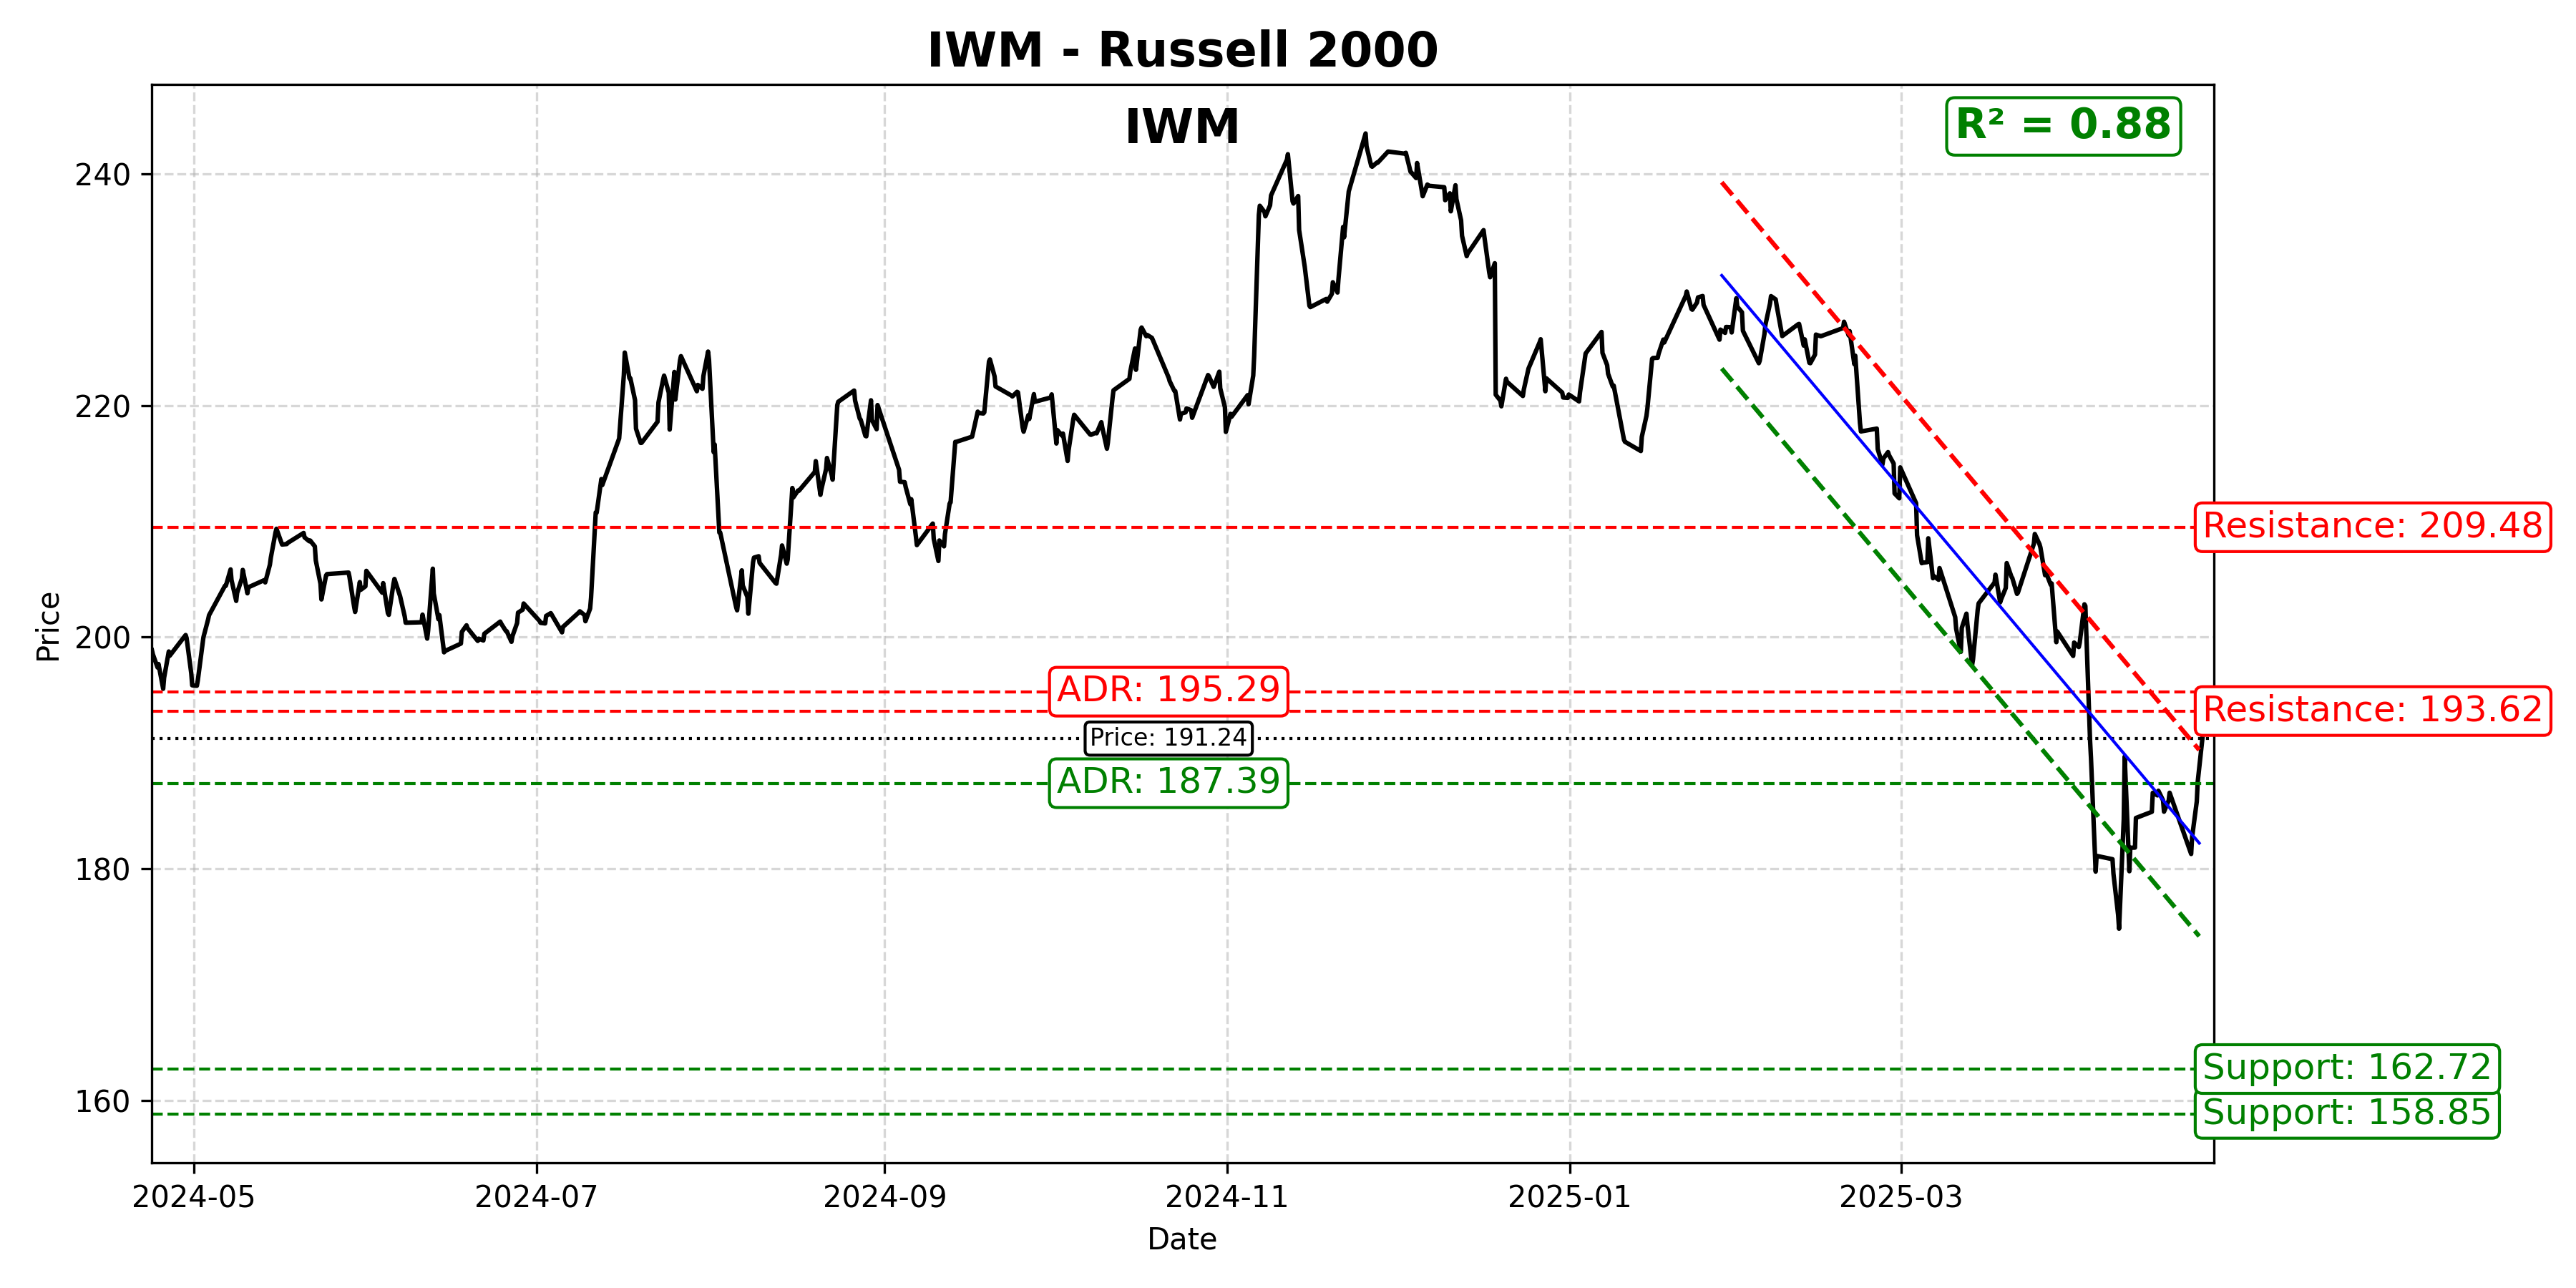 IWM - Russell 2000
IWM
R² = 0.88
240
220
200
180
160
Price
Resistance: 209.48
ADR: 195.29
Resistance: 193.62
Price: 191.24
ADR: 187.39
Support: 162.72
Support: 158.85
2024-05
2024-07
2024-09
2024-11
2025-01
2025-03
Date